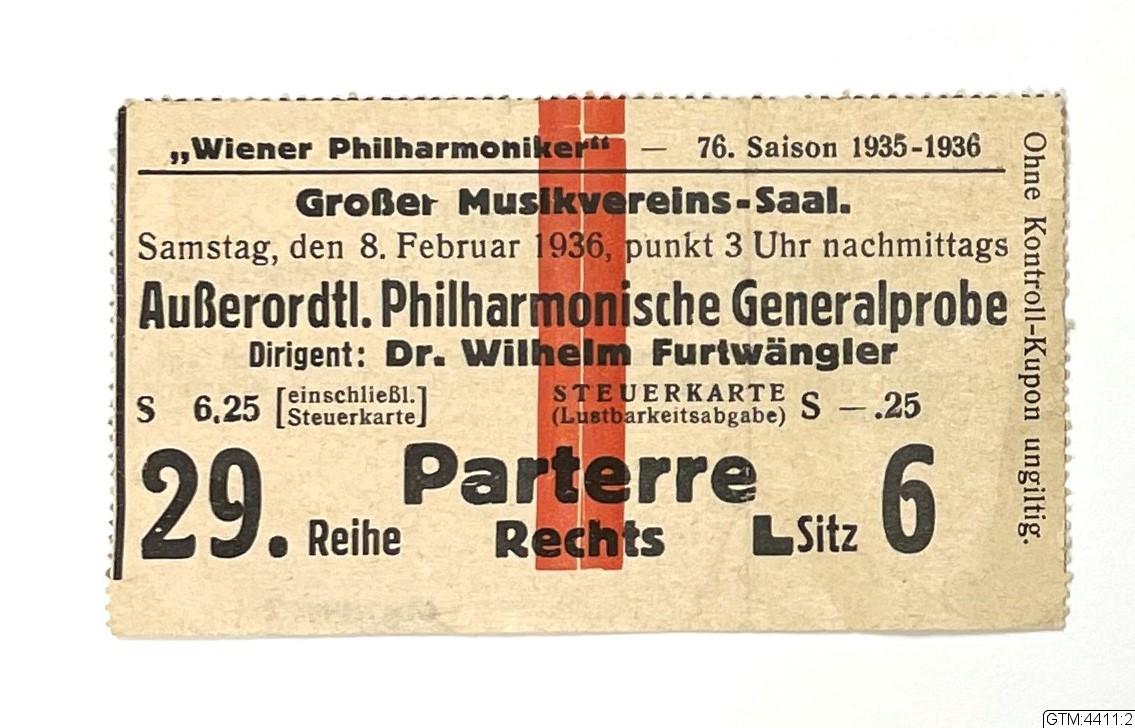 „Wiener Philharmoniker“ — 76. Saison 1935-1936
Großer Musikvereins-Saal.
Samstag, den 8. Februar 1936, punkt 3 Uhr nachmittags
Außerordtl. Philharmonische Generalprobe
Dirigent: Dr. Wilhelm Furtwängler
S 6.25 [einschließl. Steuerkarte] STEUERKARTE (Lustbarkeitsabgabe) S —.25
Parterre
29. Reihe Rechts L Sitz 6
Ohne Kontroll-Kupon ungiltig.
GTM:4411:2